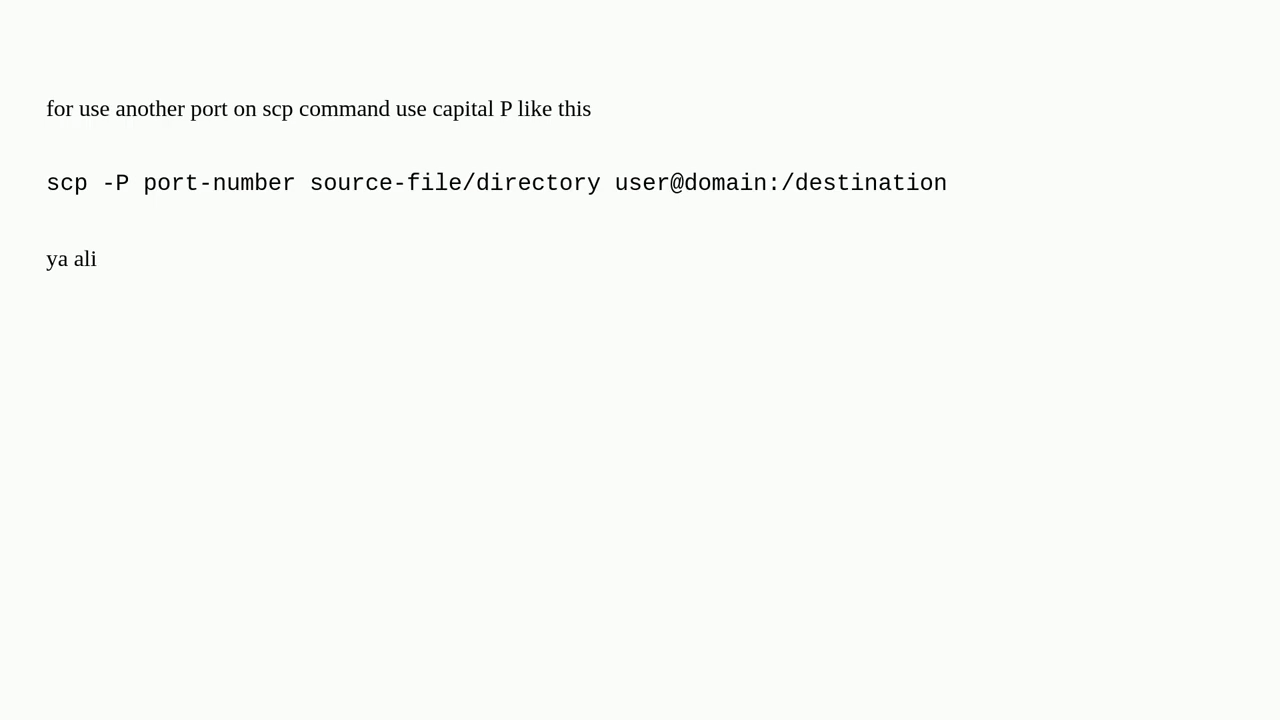 for use another port on scp command use capital P like this
scp -P port-number source-file/directory user@domain:/destination
ya ali